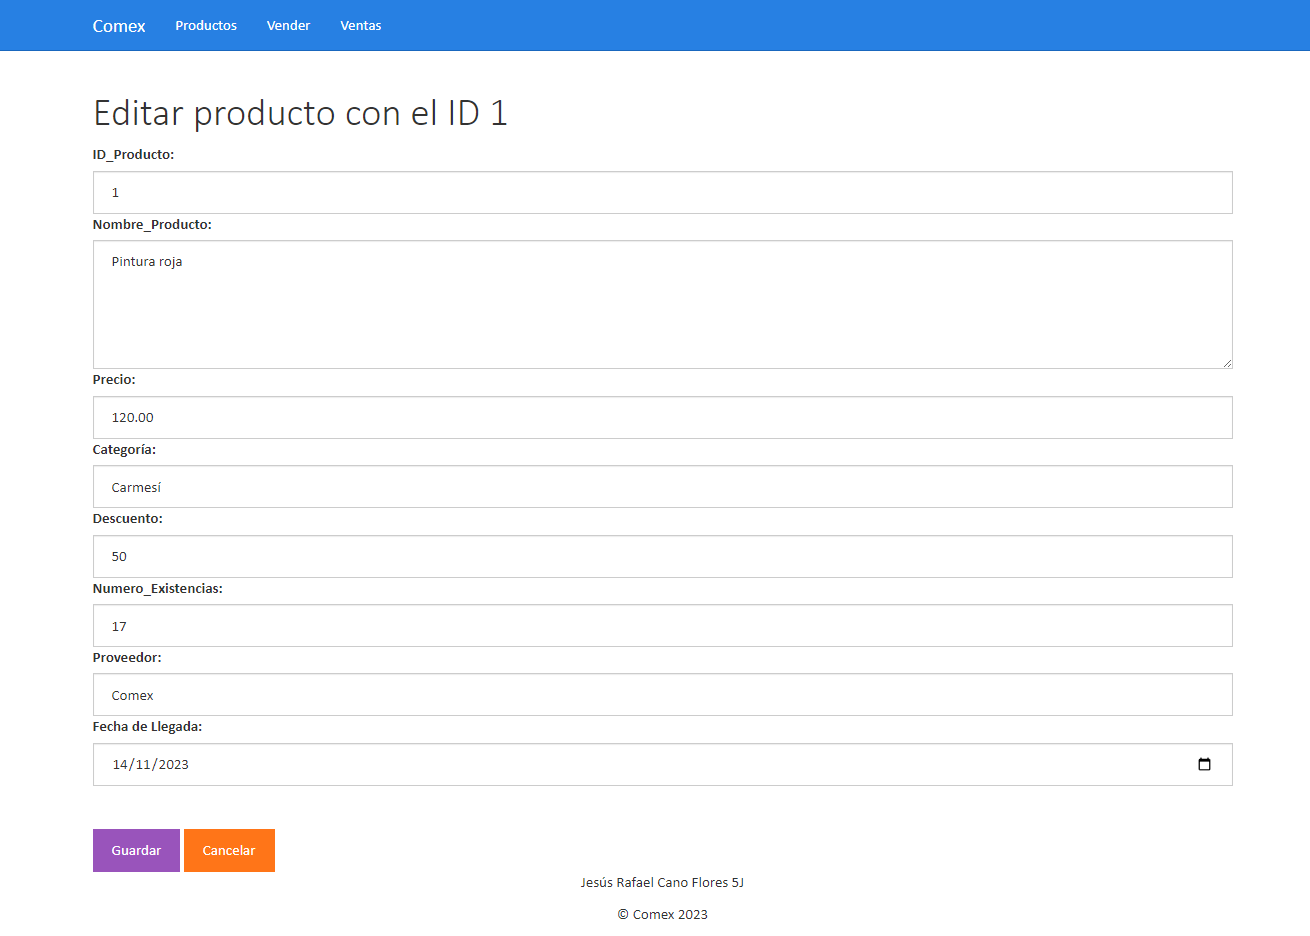 Comex Productos Vender Ventas
Editar producto con el ID 1
ID_Producto:
1
Nombre_Producto:
Pintura roja
Precio:
120.00
Categoría:
Carmesí
Descuento:
50
Numero_Existencias:
17
Proveedor:
Comex
Fecha de Llegada:
14/11/2023
Guardar Cancelar
Jesús Rafael Cano Flores 5J
© Comex 2023